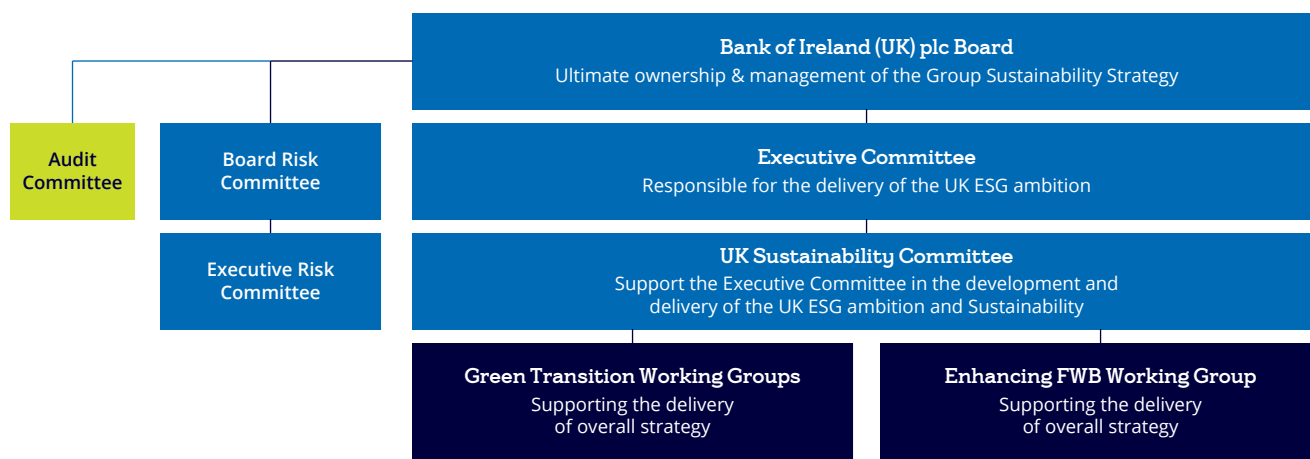 Bank of Ireland (UK) plc Board
Ultimate ownership & management of the Group Sustainability Strategy
Audit
Committee
Board Risk
Committee
Executive Committee
Responsible for the delivery of the UK ESG ambition
Executive Risk
Committee
UK Sustainability Committee
Support the Executive Committee in the development and
delivery of the UK ESG ambition and Sustainability
Green Transition Working Groups
Supporting the delivery
of overall strategy
Enhancing FWB Working Group
Supporting the delivery
of overall strategy